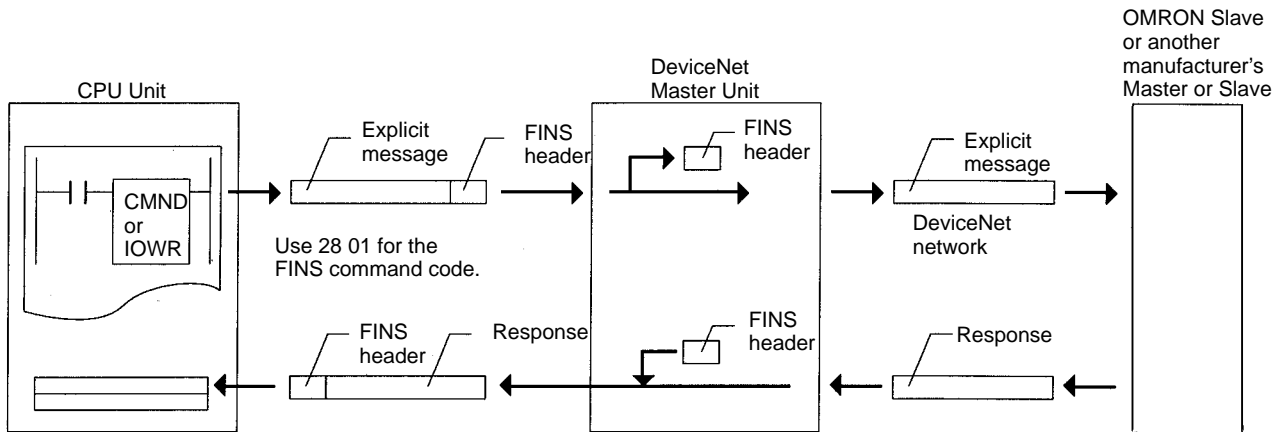 OMRON Slave
or another
manufacturer's
Master or Slave
CPU Unit
DeviceNet
Master Unit
Explicit
message
FINS
header
FINS
header
Explicit
message
CMND
or
IOWR
Use 28 01 for the
FINS command code.
DeviceNet
network
FINS
header
Response
FINS
header
Response